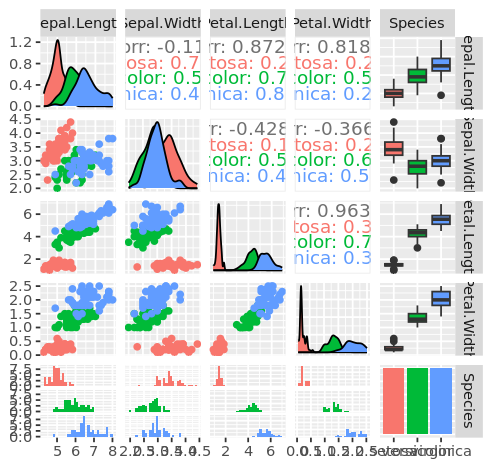 epal.Lengt Sepal.Width Petal.Lengt Petal.Width Species
1.2
0.8
0.4
0.0
orr: -0.11
tosa: 0.7
color: 0.5
nica: 0.4
0.872
tosa: 0.2
color: 0.7
nica: 0.8
0.818
tosa: 0.2
color: 0.5
nica: 0.2
epal.Lengt
4.5
4.0
3.5
3.0
2.5
2.0
-0.428
tosa: 0.1
color: 0.5
nica: 0.4
-0.366
tosa: 0.2
color: 0.6
nica: 0.5
epal.Widt
6
4
2
0.963
tosa: 0.3
color: 0.7
nica: 0.3
etal.Lengt
2.5
2.0
1.5
1.0
0.5
0.0
Petal.Widt
7.5
5.0
Species
5 6 7 8
2 4 6